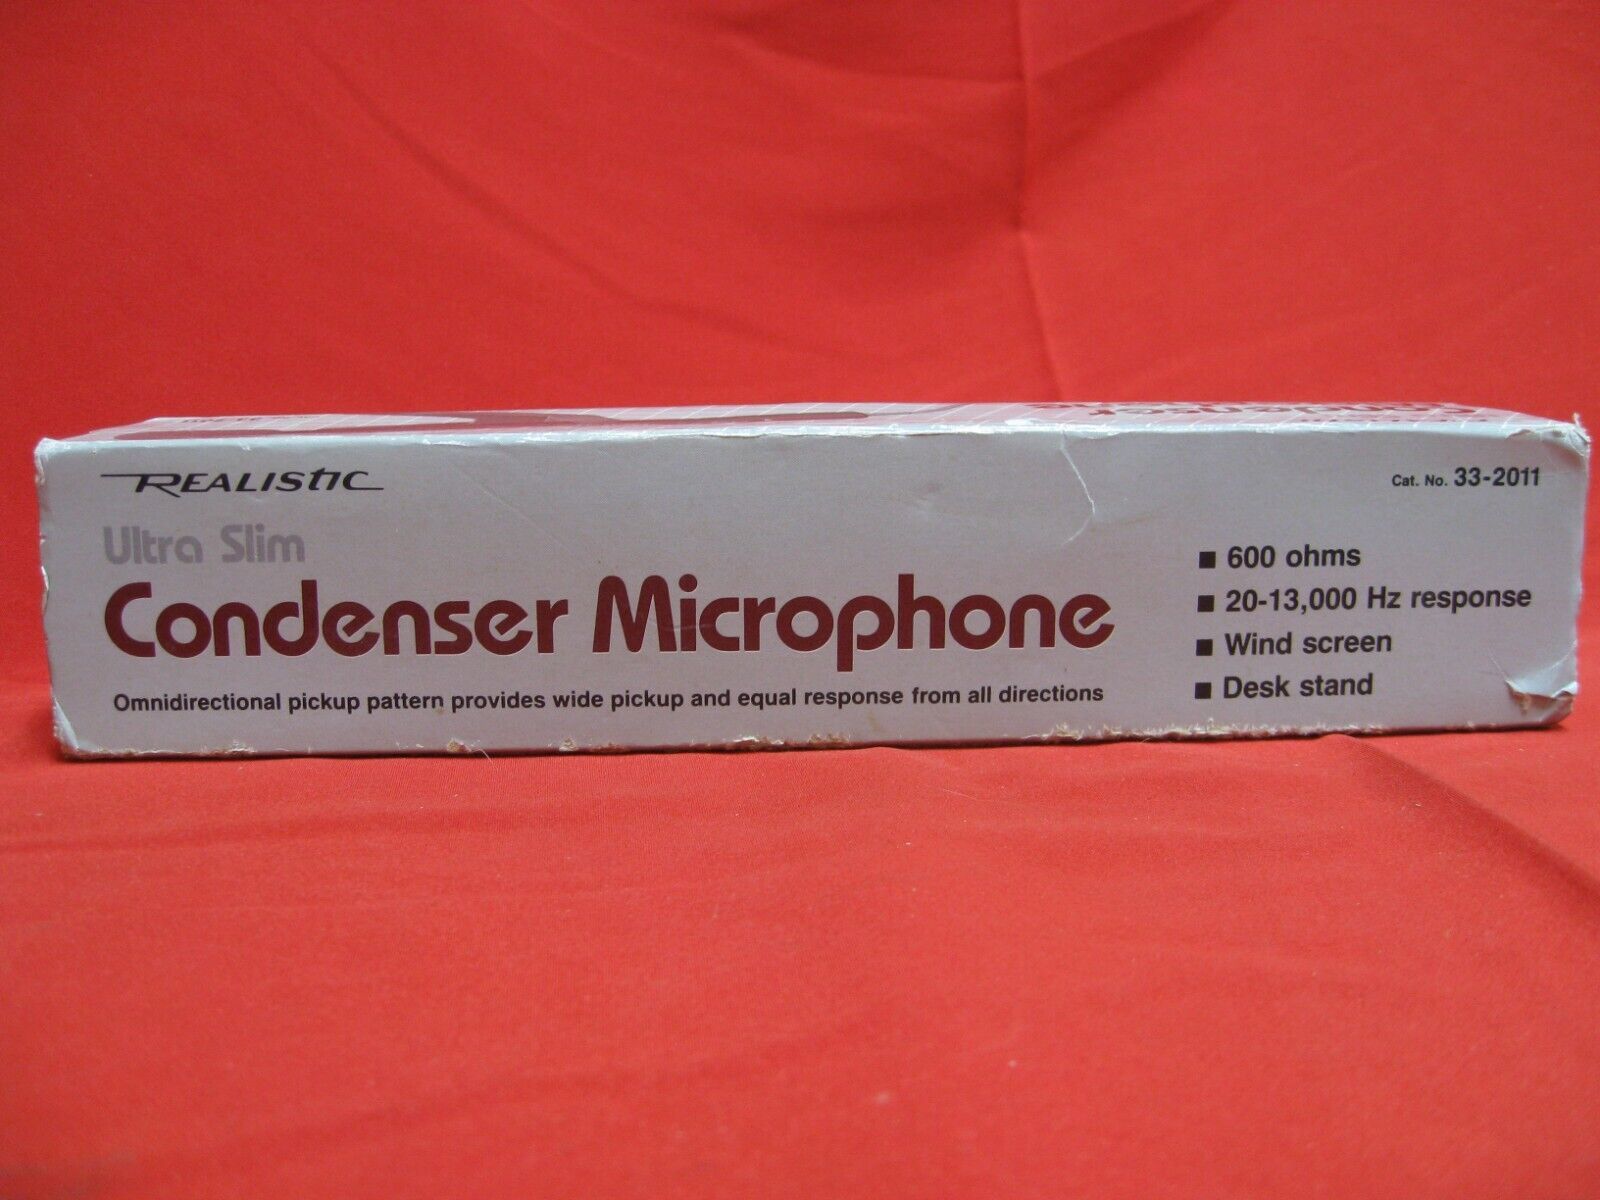 REALISTIC
Cat. No. 33-2011
Ultra Slim
Condenser Microphone
Omnidirectional pickup pattern provides wide pickup and equal response from all directions
■ 600 ohms
■ 20-13,000 Hz response
■ Wind screen
■ Desk stand
Condenser